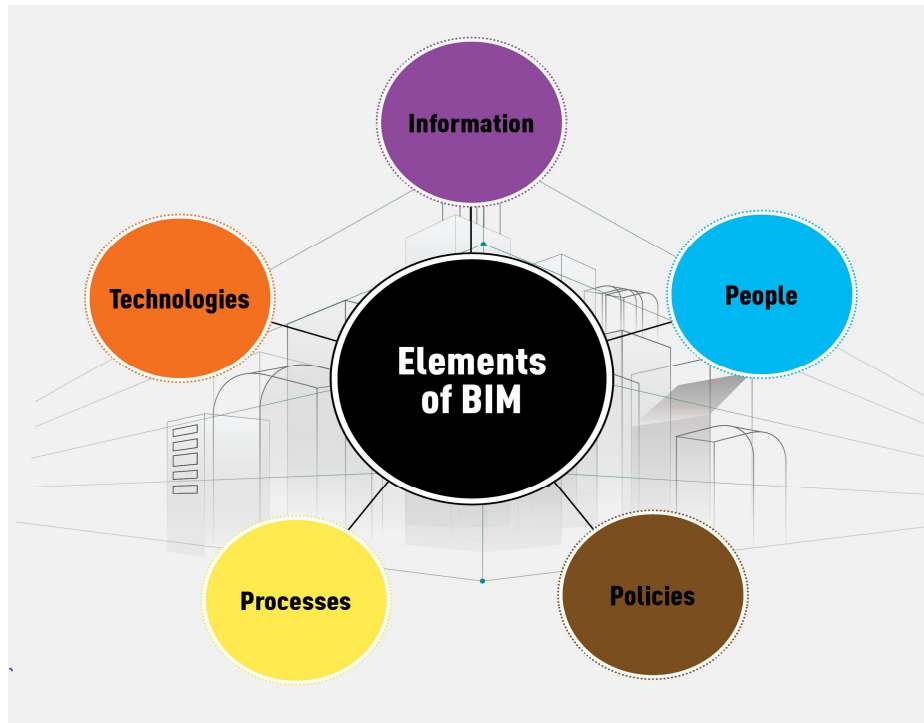 Information
Technologies
People
Elements
of BIM
Processes
Policies